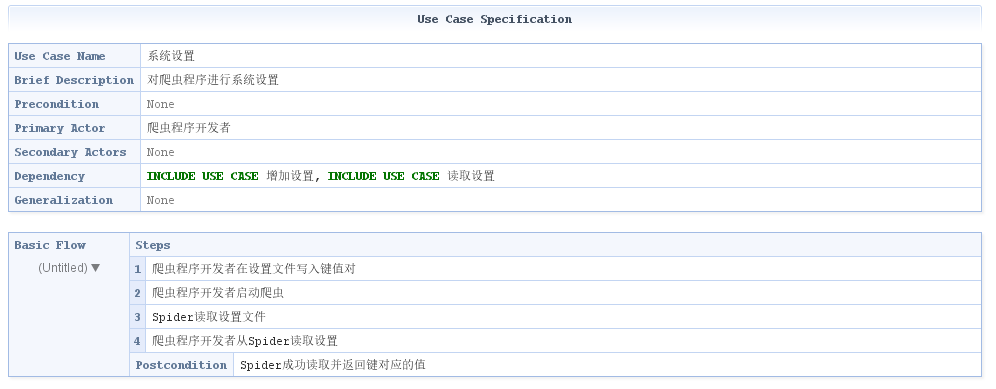 Use Case Specification
Use Case Name 系统设置
Brief Description 对爬虫程序进行系统设置
Precondition None
Primary Actor 爬虫程序开发者
Secondary Actors None
Dependency INCLUDE USE CASE 增加设置, INCLUDE USE CASE 读取设置
Generalization None
Basic Flow Steps
(Untitled) ▼ 1 爬虫程序开发者在设置文件写入键值对
2 爬虫程序开发者启动爬虫
3 Spider读取设置文件
4 爬虫程序开发者从Spider读取设置
Postcondition Spider成功读取并返回键对应的值